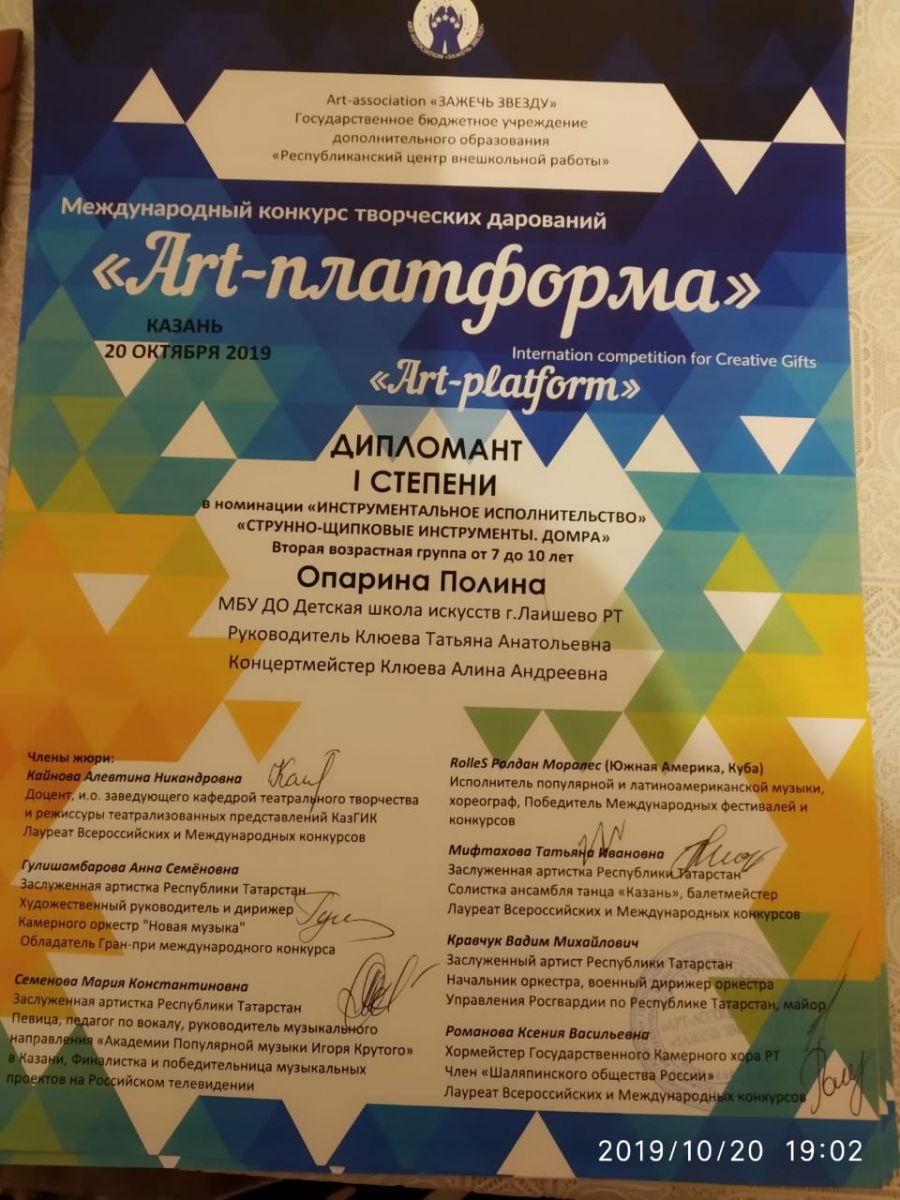 Art-association «ЗАЖЕЧЬ ЗВЕЗДУ»
Государственное бюджетное учреждение
дополнительного образования
«Республиканский центр внешкольной работы»
Международный конкурс творческих дарований
«Art-платформа»
КАЗАНЬ
20 ОКТЯБРЯ 2019
Internation competition for Creative Gifts
«Art-platform»
ДИПЛОМАНТ
I СТЕПЕНИ
в номинации «ИНСТРУМЕНТАЛЬНОЕ ИСПОЛНИТЕЛЬСТВО»
«СТРУННО-ЩИПКОВЫЕ ИНСТРУМЕНТЫ. ДОМРА»
Вторая возрастная группа от 7 до 10 лет
Опарина Полина
МБУ ДО Детская школа искусств г.Лаишево РТ
Руководитель Клюева Татьяна Анатольевна
Концертмейстер Клюева Алина Андреевна
Члены жюри:
Кайнова Алевтина Никандровна
Доцент, и.о. заведующего кафедрой театрального творчества
и режиссуры театрализованных представлений КазГИК
Лауреат Всероссийских и Международных конкурсов
Гулишамбарова Анна Семёновна
Заслуженная артистка Республики Татарстан
Художественный руководитель и дирижер
Камерного оркестр "Новая музыка"
Обладатель Гран-при международного конкурса
Семенова Мария Константиновна
Заслуженная артистка Республики Татарстан
Певица, педагог по вокалу, руководитель музыкального
направления «Академии Популярной музыки Игоря Крутого»
в Казани, Финалистка и победительница музыкальных
проектов на Российском телевидении
RolleS Ролдан Моралес (Южная Америка, Куба)
Исполнитель популярной и латиноамериканской музыки,
хореограф, Победитель Международных фестивалей и
конкурсов
Мифтахова Татьяна Ивановна
Заслуженная артистка Республики Татарстан
Солистка ансамбля танца «Казань», балетмейстер
Лауреат Всероссийских и Международных конкурсов
Кравчук Вадим Михайлович
Заслуженный артист Республики Татарстан
Начальник оркестра, военный дирижер оркестра
Управления Росгвардии по Республике Татарстан, майор
Романова Ксения Васильевна
Хормейстер Государственного Камерного хора РТ
Член «Шаляпинского общества России»
Лауреат Всероссийских и Международных конкурсов
2019/10/20 19:02